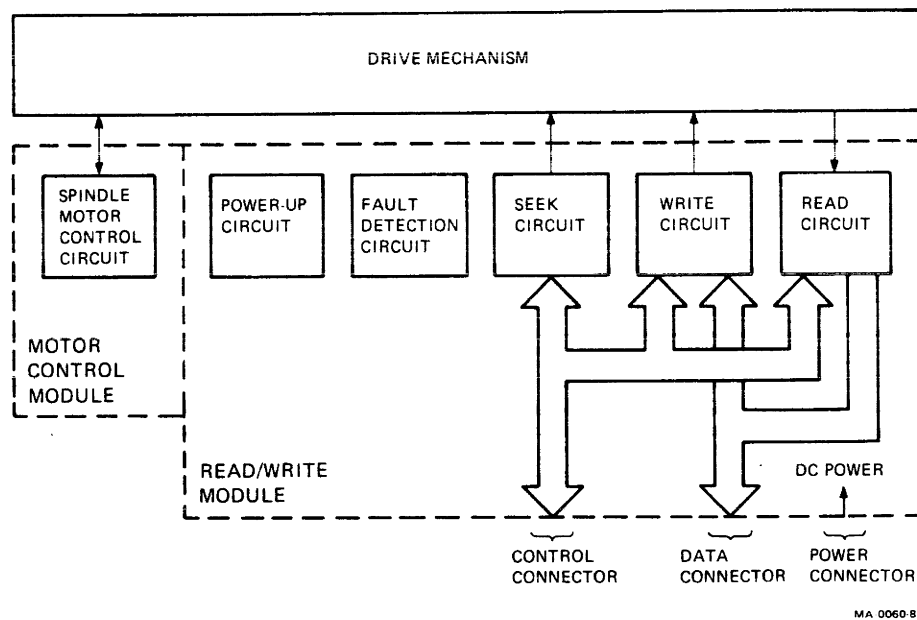 DRIVE MECHANISM
SPINDLE
MOTOR
CONTROL
CIRCUIT
POWER-UP
CIRCUIT
FAULT
DETECTION
CIRCUIT
SEEK
CIRCUIT
WRITE
CIRCUIT
READ
CIRCUIT
MOTOR
CONTROL
MODULE
READ/WRITE
MODULE
DC POWER
CONTROL
CONNECTOR
DATA
CONNECTOR
POWER
CONNECTOR
MA 0060-8